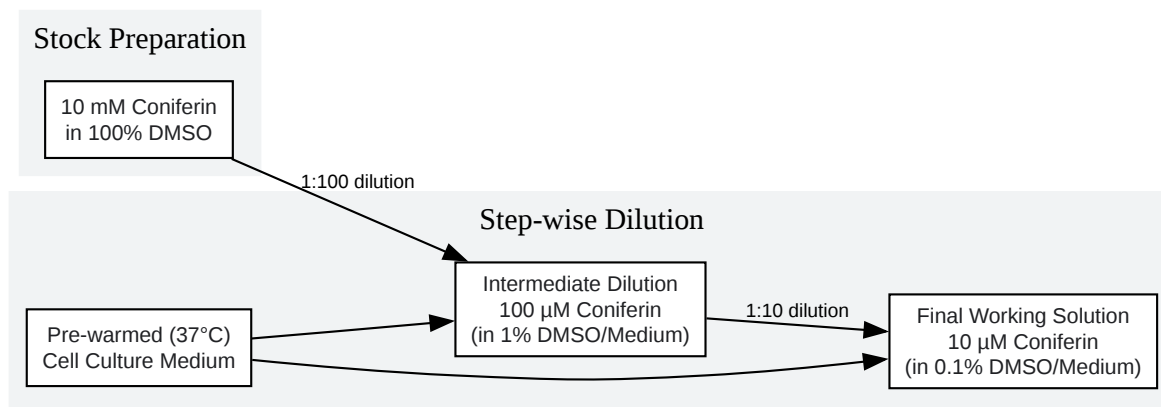 Stock Preparation
10 mM Coniferin
in 100% DMSO
1:100 dilution
Step-wise Dilution
Pre-warmed (37°C)
Cell Culture Medium
Intermediate Dilution
100 µM Coniferin
(in 1% DMSO/Medium)
1:10 dilution
Final Working Solution
10 µM Coniferin
(in 0.1% DMSO/Medium)